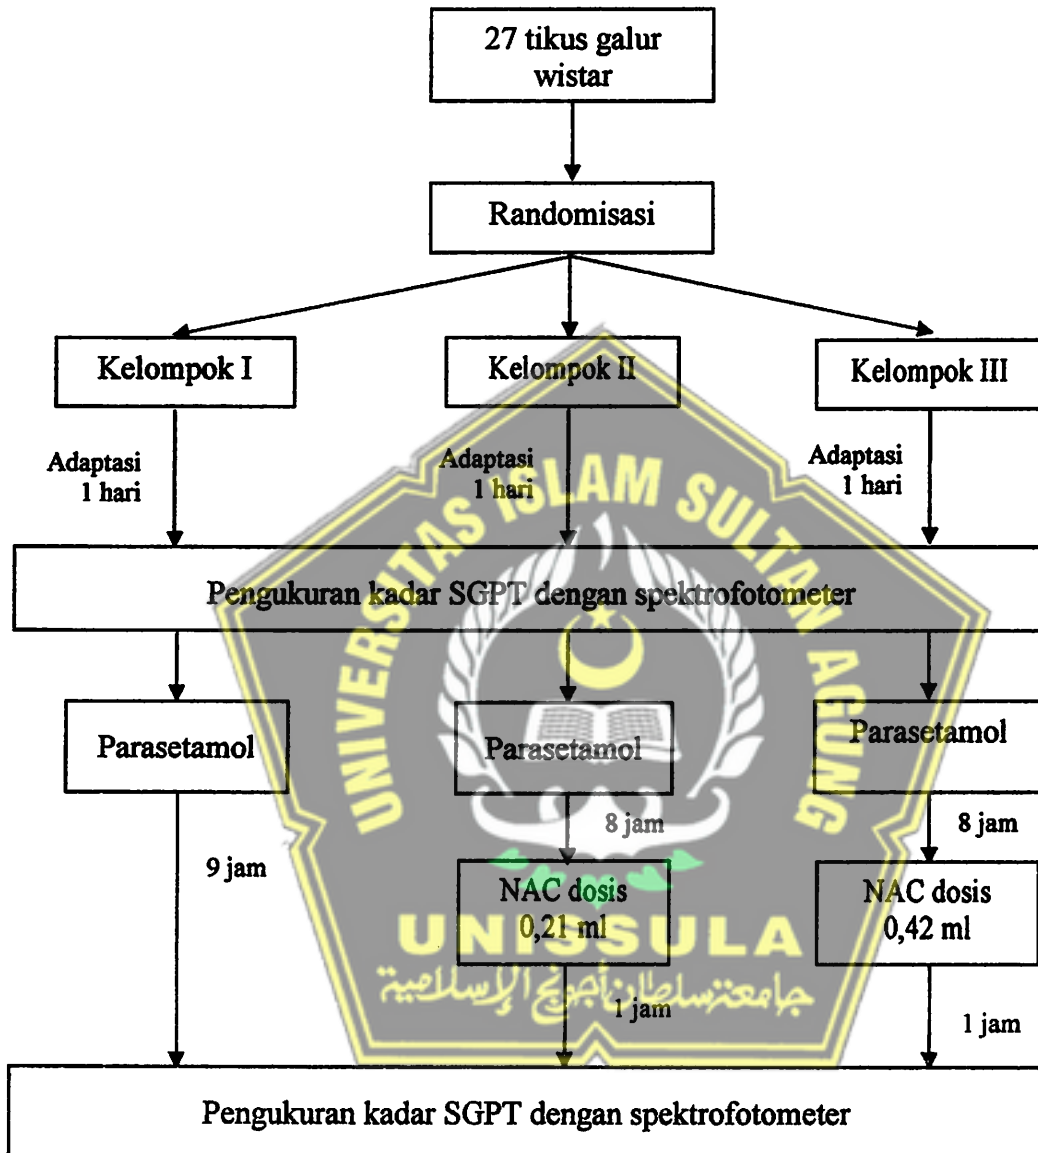 27 tikus galur
wistar
Randomisasi
Kelompok I
Kelompok II
Kelompok III
Adaptasi
1 hari
Adaptasi
1 hari
Adaptasi
1 hari
Pengukuran kadar SGPT dengan spektrofotometer
Parasetamol
Parasetamol
Parasetamol
9 jam
8 jam
8 jam
NAC dosis
0,21 ml
NAC dosis
0,42 ml
1 jam
1 jam
Pengukuran kadar SGPT dengan spektrofotometer
UNIVERSITAS ISLAM SULTAN AGUNG
UNISSULA
جامعة سلطان أجونج الإسلامية